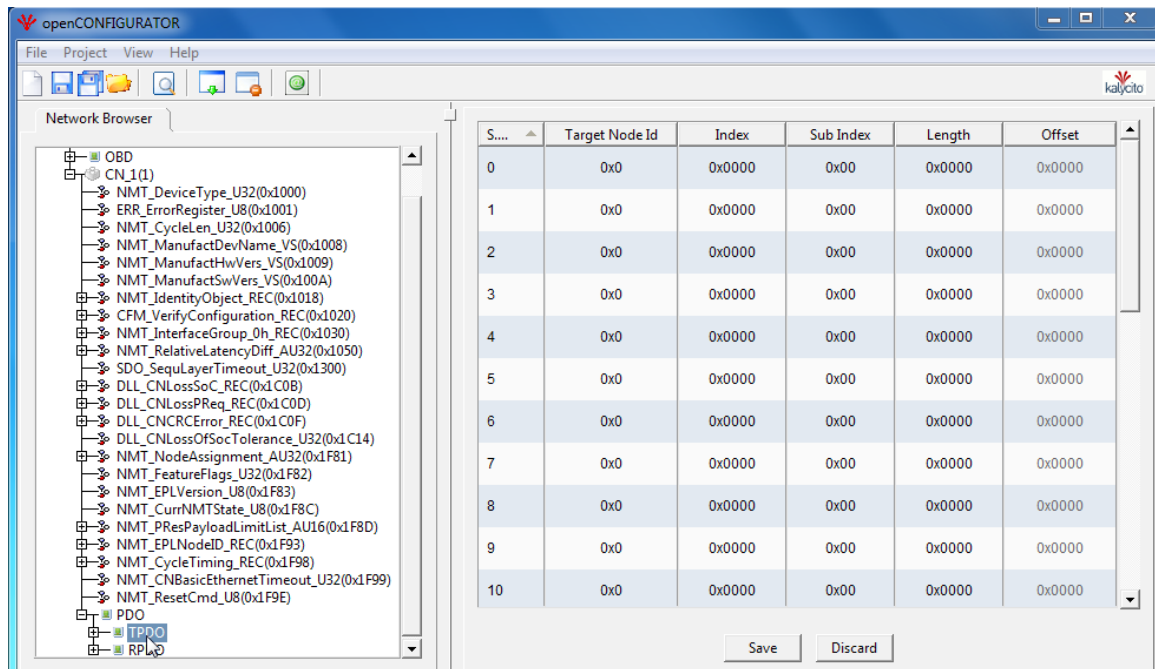 openCONFIGURATOR
File Project View Help
kalycito
Network Browser
OBD
CN_1(1)
NMT_DeviceType_U32(0x1000)
ERR_ErrorRegister_U8(0x1001)
NMT_CycleLen_U32(0x1006)
NMT_ManufactDevName_VS(0x1008)
NMT_ManufactHwVers_VS(0x1009)
NMT_ManufactSwVers_VS(0x100A)
NMT_IdentityObject_REC(0x1018)
CFM_VerifyConfiguration_REC(0x1020)
NMT_InterfaceGroup_0h_REC(0x1030)
NMT_RelativeLatencyDiff_AU32(0x1050)
SDO_SequLayerTimeout_U32(0x1300)
DLL_CNLossSoC_REC(0x1C0B)
DLL_CNLossPReq_REC(0x1C0D)
DLL_CNCRCError_REC(0x1C0F)
DLL_CNLossOfSocTolerance_U32(0x1C14)
NMT_NodeAssignment_AU32(0x1F81)
NMT_FeatureFlags_U32(0x1F82)
NMT_EPLVersion_U8(0x1F83)
NMT_CurrNMTState_U8(0x1F8C)
NMT_PResPayloadLimitList_AU16(0x1F8D)
NMT_EPLNodeID_REC(0x1F93)
NMT_CycleTiming_REC(0x1F98)
NMT_CNBasicEthernetTimeout_U32(0x1F99)
NMT_ResetCmd_U8(0x1F9E)
PDO
TPDO
RPDO
S.... Target Node Id Index Sub Index Length Offset
0 0x0 0x0000 0x00 0x0000 0x0000
1 0x0 0x0000 0x00 0x0000 0x0000
2 0x0 0x0000 0x00 0x0000 0x0000
3 0x0 0x0000 0x00 0x0000 0x0000
4 0x0 0x0000 0x00 0x0000 0x0000
5 0x0 0x0000 0x00 0x0000 0x0000
6 0x0 0x0000 0x00 0x0000 0x0000
7 0x0 0x0000 0x00 0x0000 0x0000
8 0x0 0x0000 0x00 0x0000 0x0000
9 0x0 0x0000 0x00 0x0000 0x0000
10 0x0 0x0000 0x00 0x0000 0x0000
Save Discard